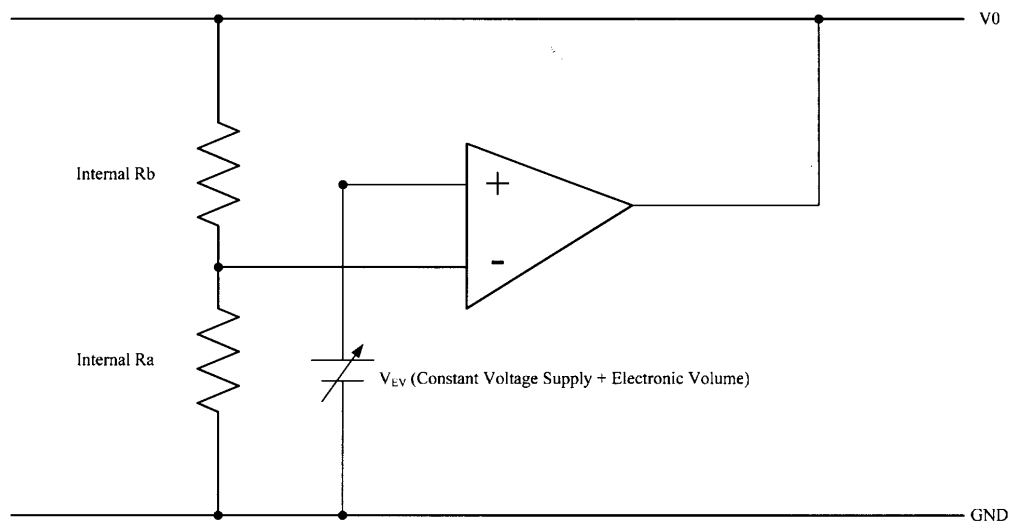 V0
Internal Rb
+
-
Internal Ra
VEV (Constant Voltage Supply + Electronic Volume)
GND